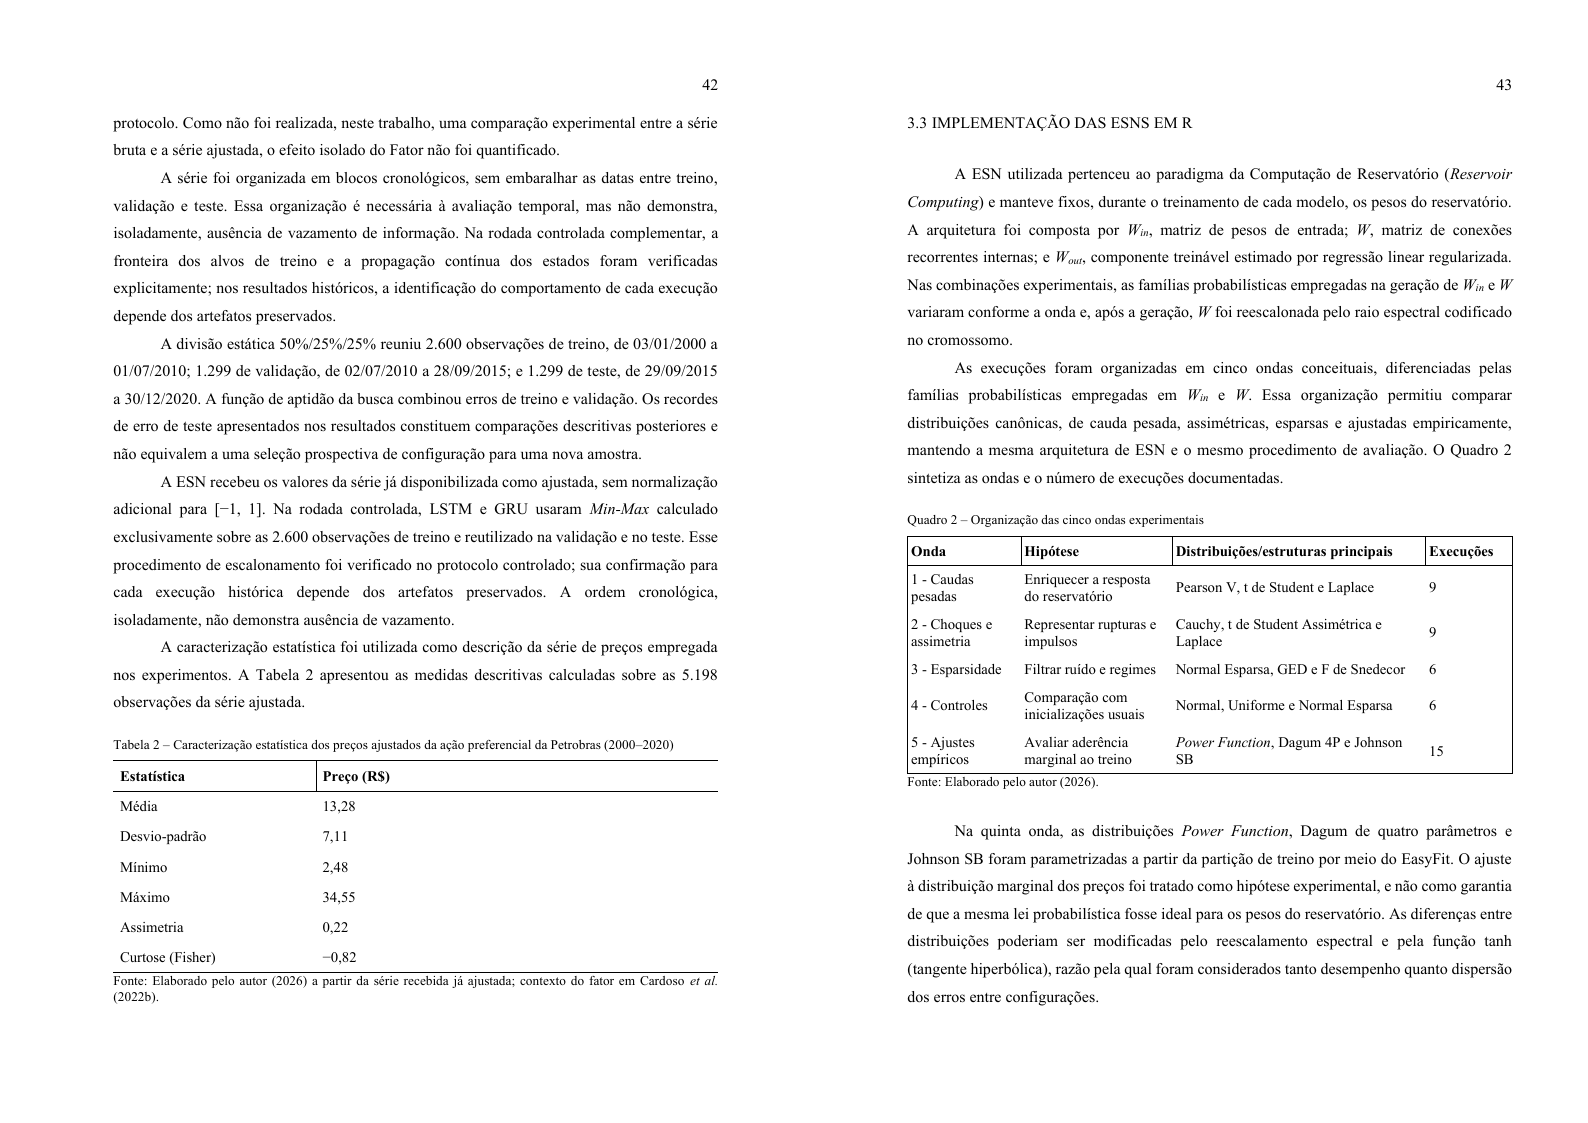 42
protocolo. Como não foi realizada, neste trabalho, uma comparação experimental entre a série
bruta e a série ajustada, o efeito isolado do Fator não foi quantificado.
A série foi organizada em blocos cronológicos, sem embaralhar as datas entre treino,
validação e teste. Essa organização é necessária à avaliação temporal, mas não demonstra,
isoladamente, ausência de vazamento de informação. Na rodada controlada complementar, a
fronteira dos alvos de treino e a propagação contínua dos estados foram verificadas
explicitamente; nos resultados históricos, a identificação do comportamento de cada execução
depende dos artefatos preservados.
A divisão estática 50%/25%/25% reuniu 2.600 observações de treino, de 03/01/2000 a
01/07/2010; 1.299 de validação, de 02/07/2010 a 28/09/2015; e 1.299 de teste, de 29/09/2015
a 30/12/2020. A função de aptidão da busca combinou erros de treino e validação. Os recordes
de erro de teste apresentados nos resultados constituem comparações descritivas posteriores e
não equivalem a uma seleção prospectiva de configuração para uma nova amostra.
A ESN recebeu os valores da série já disponibilizada como ajustada, sem normalização
adicional para [−1, 1]. Na rodada controlada, LSTM e GRU usaram Min-Max calculado
exclusivamente sobre as 2.600 observações de treino e reutilizado na validação e no teste. Esse
procedimento de escalonamento foi verificado no protocolo controlado; sua confirmação para
cada execução histórica depende dos artefatos preservados. A ordem cronológica,
isoladamente, não demonstra ausência de vazamento.
A caracterização estatística foi utilizada como descrição da série de preços empregada
nos experimentos. A Tabela 2 apresentou as medidas descritivas calculadas sobre as 5.198
observações da série ajustada.
Tabela 2 – Caracterização estatística dos preços ajustados da ação preferencial da Petrobras (2000–2020)
Estatística Preço (R$)
Média 13,28
Desvio-padrão 7,11
Mínimo 2,48
Máximo 34,55
Assimetria 0,22
Curtose (Fisher) −0,82
Fonte: Elaborado pelo autor (2026) a partir da série recebida já ajustada; contexto do fator em Cardoso et al.
(2022b).
43
3.3 IMPLEMENTAÇÃO DAS ESNS EM R
A ESN utilizada pertenceu ao paradigma da Computação de Reservatório (Reservoir
Computing) e manteve fixos, durante o treinamento de cada modelo, os pesos do reservatório.
A arquitetura foi composta por Win, matriz de pesos de entrada; W, matriz de conexões
recorrentes internas; e Wout, componente treinável estimado por regressão linear regularizada.
Nas combinações experimentais, as famílias probabilísticas empregadas na geração de Win e W
variaram conforme a onda e, após a geração, W foi reescalonada pelo raio espectral codificado
no cromossomo.
As execuções foram organizadas em cinco ondas conceituais, diferenciadas pelas
famílias probabilísticas empregadas em Win e W. Essa organização permitiu comparar
distribuições canônicas, de cauda pesada, assimétricas, esparsas e ajustadas empiricamente,
mantendo a mesma arquitetura de ESN e o mesmo procedimento de avaliação. O Quadro 2
sintetiza as ondas e o número de execuções documentadas.
Quadro 2 – Organização das cinco ondas experimentais
Onda Hipótese Distribuições/estruturas principais Execuções
1 - Caudas
pesadas
Enriquecer a resposta
do reservatório
Pearson V, t de Student e Laplace
9
2 - Choques e
assimetria
Representar rupturas e
impulsos
Cauchy, t de Student Assimétrica e
Laplace
9
3 - Esparsidade Filtrar ruído e regimes Normal Esparsa, GED e F de Snedecor 6
4 - Controles
Comparação com
inicializações usuais
Normal, Uniforme e Normal Esparsa
6
5 - Ajustes
empíricos
Avaliar aderência
marginal ao treino
Power Function, Dagum 4P e Johnson
SB
15
Fonte: Elaborado pelo autor (2026).
Na quinta onda, as distribuições Power Function, Dagum de quatro parâmetros e
Johnson SB foram parametrizadas a partir da partição de treino por meio do EasyFit. O ajuste
à distribuição marginal dos preços foi tratado como hipótese experimental, e não como garantia
de que a mesma lei probabilística fosse ideal para os pesos do reservatório. As diferenças entre
distribuições poderiam ser modificadas pelo reescalamento espectral e pela função tanh
(tangente hiperbólica), razão pela qual foram considerados tanto desempenho quanto dispersão
dos erros entre configurações.